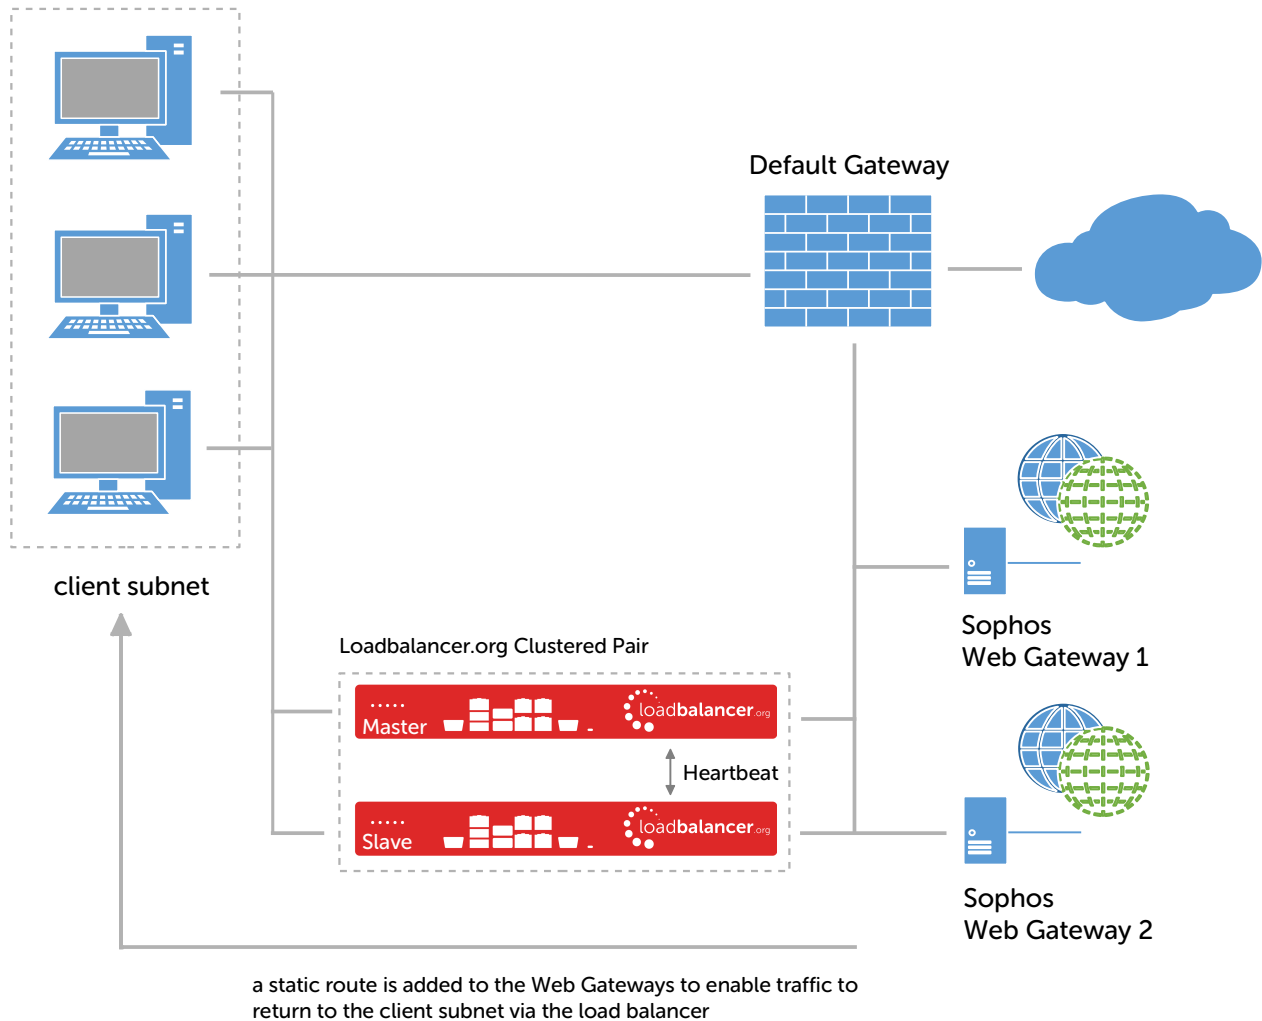 Default Gateway
client subnet
Sophos
Web Gateway 1
Loadbalancer.org Clustered Pair
Master
loadbalancer.org
Heartbeat
Slave
loadbalancer.org
Sophos
Web Gateway 2
a static route is added to the Web Gateways to enable traffic to
return to the client subnet via the load balancer